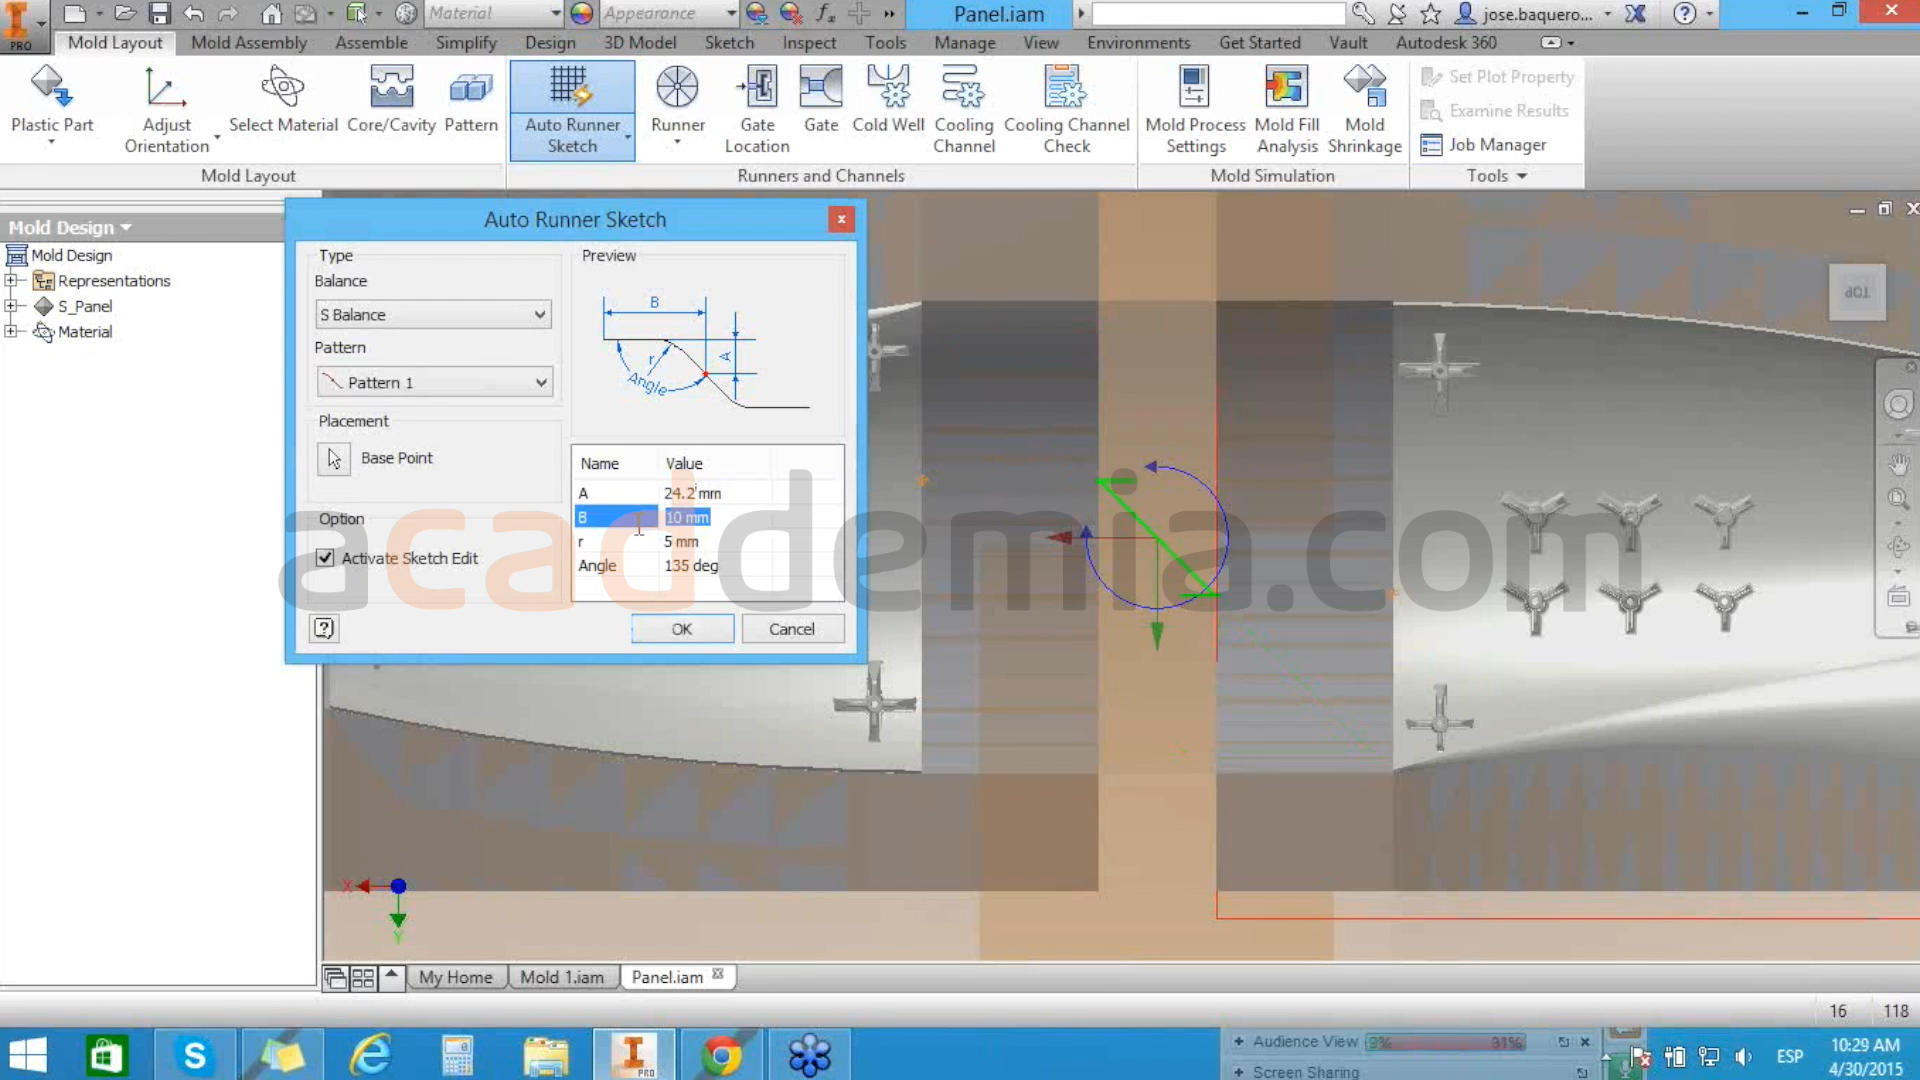 Material
Appearance
Panel.iam
jose.baquero...
PRO
Mold Layout
Mold Assembly
Assemble
Simplify
Design
3D Model
Sketch
Inspect
Tools
Manage
View
Environments
Get Started
Vault
Autodesk 360
Plastic Part
Adjust Orientation
Select Material
Core/Cavity
Pattern
Auto Runner Sketch
Runner
Gate Location
Gate
Cold Well
Cooling Channel
Cooling Channel Check
Mold Process Settings
Mold Fill Analysis
Mold Shrinkage
Set Plot Property
Examine Results
Job Manager
Mold Layout
Runners and Channels
Mold Simulation
Tools
Mold Design
Mold Design
Representations
S_Panel
Material
Auto Runner Sketch
Type
Balance
S Balance
Pattern
Pattern 1
Placement
Base Point
Option
Activate Sketch Edit
Preview
B
A
r
Angle
Name Value
A 24.2 mm
B 10 mm
r 5 mm
Angle 135 deg
OK
Cancel
TOP
acaddemia.com
X
Y
My Home
Mold 1.iam
Panel.iam
16 118
Audience View
31%
Screen Sharing
PRO
ESP
10:29 AM
4/30/2015